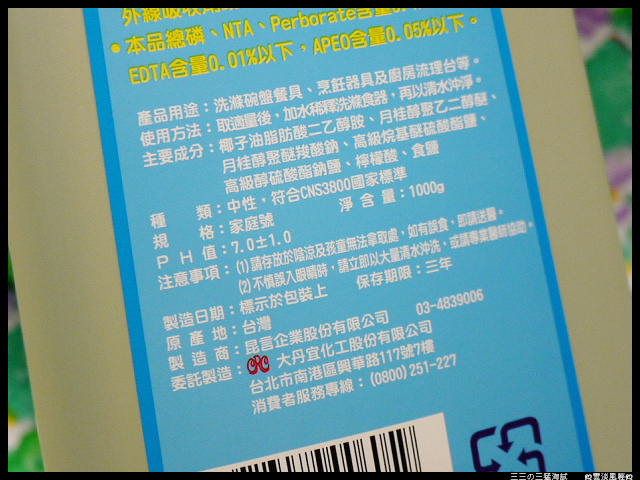 ●本品總磷、NTA、Perborate含量0.
EDTA含量0.01%以下，APEO含量0.05%以下。
產品用途：洗滌碗盤餐具、烹飪器具及廚房流理台等。
使用方法：取適量後，加水稀釋洗滌食器，再以清水沖淨。
主要成分：椰子油脂肪酸二乙醇胺、月桂醇聚乙二醇醚、
月桂醇聚醚羧酸鈉、高級烷基醚硫酸酯鹽、
高級醇硫酸酯鈉鹽、檸檬酸、食鹽
種　　類：中性，符合CNS3800國家標準
規　　格：家庭號　　　淨 含 量：1000g
P H 值：7.0±1.0
注意事項：(1)請存放於陰涼及孩童無法拿取處，如有誤食，即請送醫。
(2)不慎誤入眼睛時，請立即以大量清水沖洗，或請專業醫師協助。
製造日期：標示於包裝上　　保存期限：三年
原 產 地：台灣
製 造 商：昆言企業股份有限公司　03-4839006
委託製造：大丹宜化工股份有限公司
台北市南港區興華路117號7樓
消費者服務專線：(0800)251-227